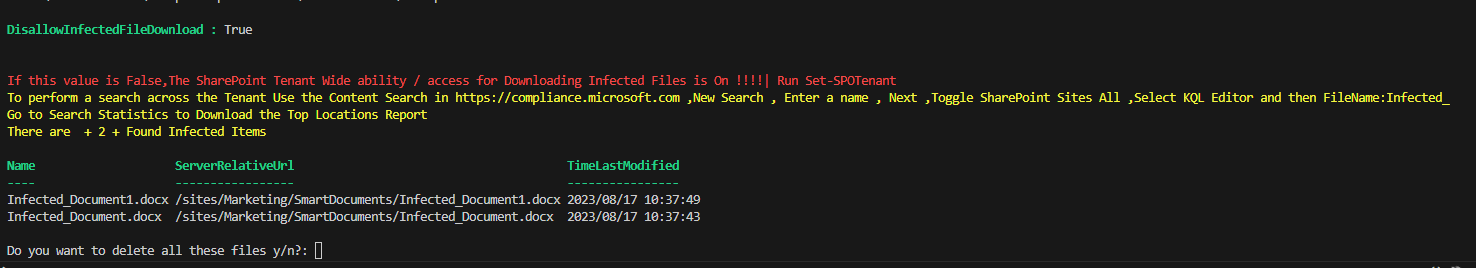 DisallowInfectedFileDownload : True
If this value is False,The SharePoint Tenant Wide ability / access for Downloading Infected Files is On !!!!| Run Set-SPOTenant
To perform a search across the Tenant Use the Content Search in https://compliance.microsoft.com ,New Search , Enter a name , Next ,Toggle SharePoint Sites All ,Select KQL Editor and then FileName:Infected_
Go to Search Statistics to Download the Top Locations Report
There are  + 2 + Found Infected Items
Name                    ServerRelativeUrl                                       TimeLastModified
----                    -----------------                                       ----------------
Infected_Document1.docx /sites/Marketing/SmartDocuments/Infected_Document1.docx 2023/08/17 10:37:49
Infected_Document.docx  /sites/Marketing/SmartDocuments/Infected_Document.docx  2023/08/17 10:37:43
Do you want to delete all these files y/n?: